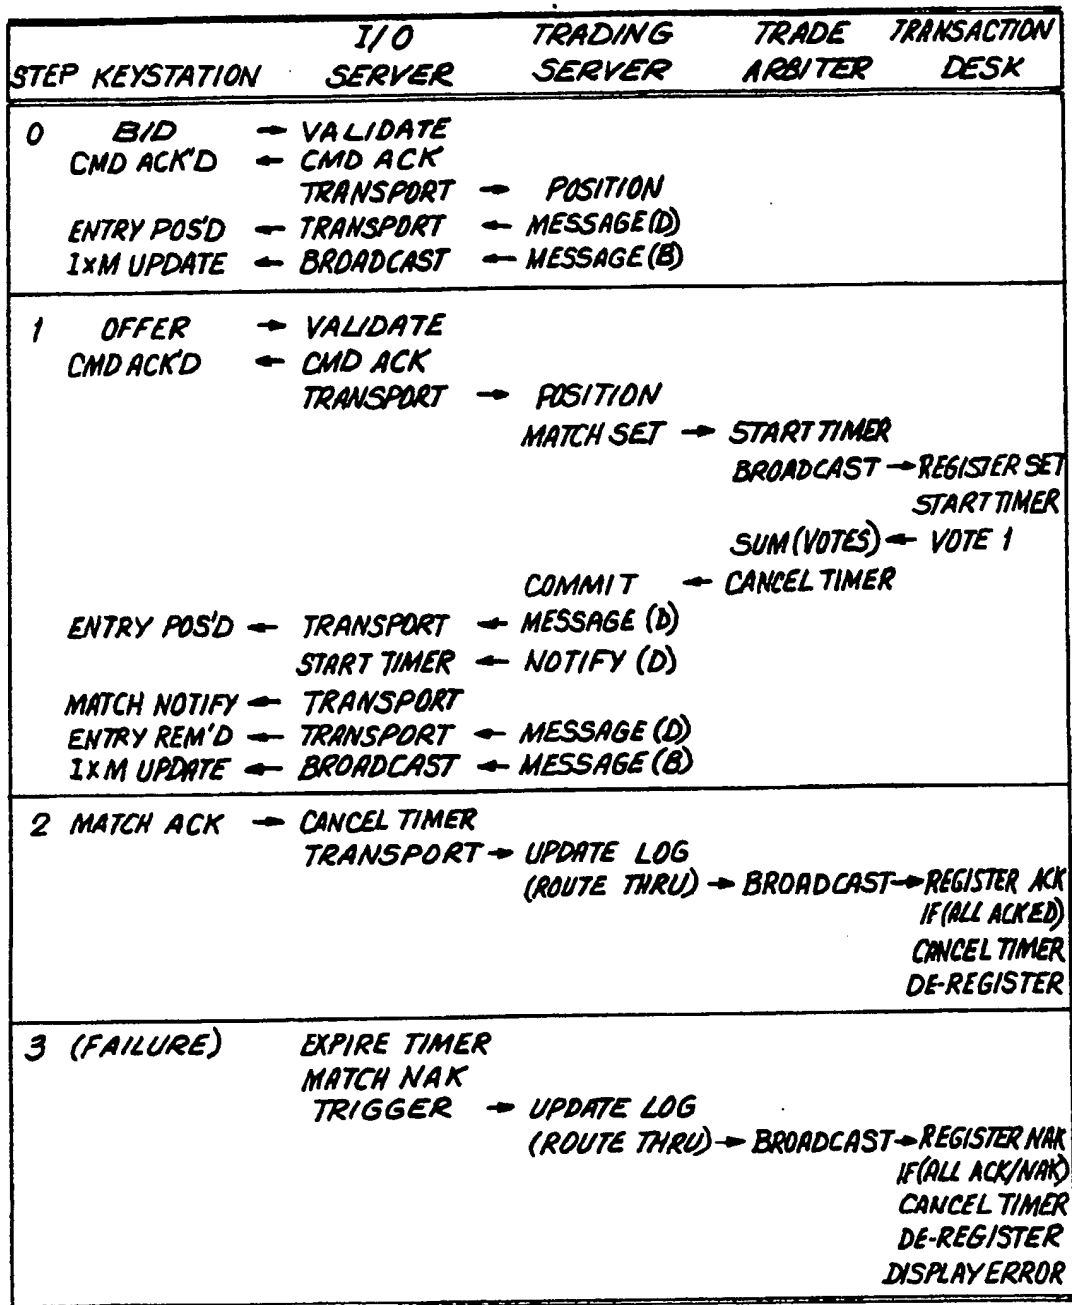 I/O TRADING TRADE TRANSACTION
STEP KEYSTATION SERVER SERVER ARBITER DESK
0 BID → VALIDATE
CMD ACK'D ← CMD ACK
TRANSPORT → POSITION
ENTRY POS'D ← TRANSPORT ← MESSAGE(D)
1XM UPDATE ← BROADCAST ← MESSAGE(B)
1 OFFER → VALIDATE
CMD ACK'D ← CMD ACK
TRANSPORT → POSITION
MATCH SET → START TIMER
BROADCAST → REGISTER SET
START TIMER
SUM(VOTES) ← VOTE 1
COMMIT ← CANCEL TIMER
ENTRY POS'D ← TRANSPORT ← MESSAGE (D)
START TIMER ← NOTIFY (D)
MATCH NOTIFY ← TRANSPORT
ENTRY REM'D ← TRANSPORT ← MESSAGE (D)
1XM UPDATE ← BROADCAST ← MESSAGE (B)
2 MATCH ACK → CANCEL TIMER
TRANSPORT → UPDATE LOG
(ROUTE THRU) → BROADCAST → REGISTER ACK
IF(ALL ACKED)
CANCEL TIMER
DE-REGISTER
3 (FAILURE) EXPIRE TIMER
MATCH NAK
TRIGGER → UPDATE LOG
(ROUTE THRU) → BROADCAST → REGISTER NAK
IF(ALL ACK/NAK)
CANCEL TIMER
DE-REGISTER
DISPLAY ERROR